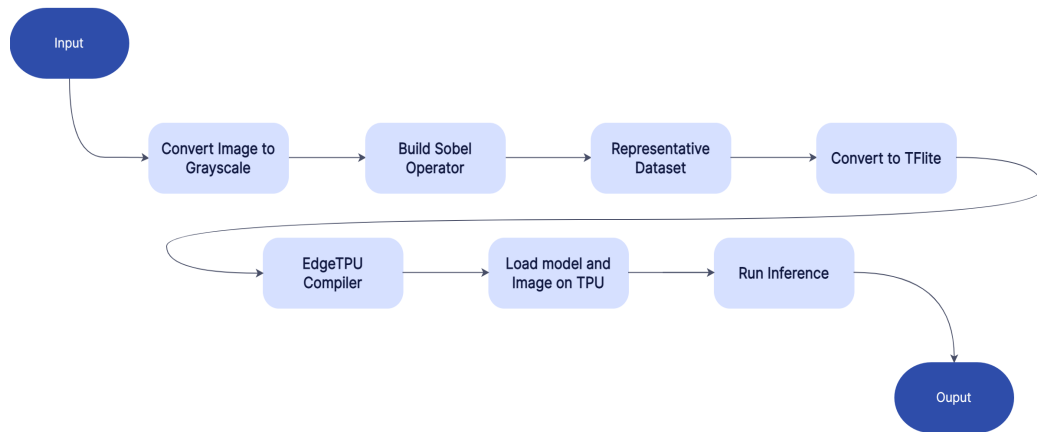 Input
Convert Image to
Grayscale
Build Sobel
Operator
Representative
Dataset
Convert to TFlite
EdgeTPU
Compiler
Load model and
Image on TPU
Run Inference
Ouput